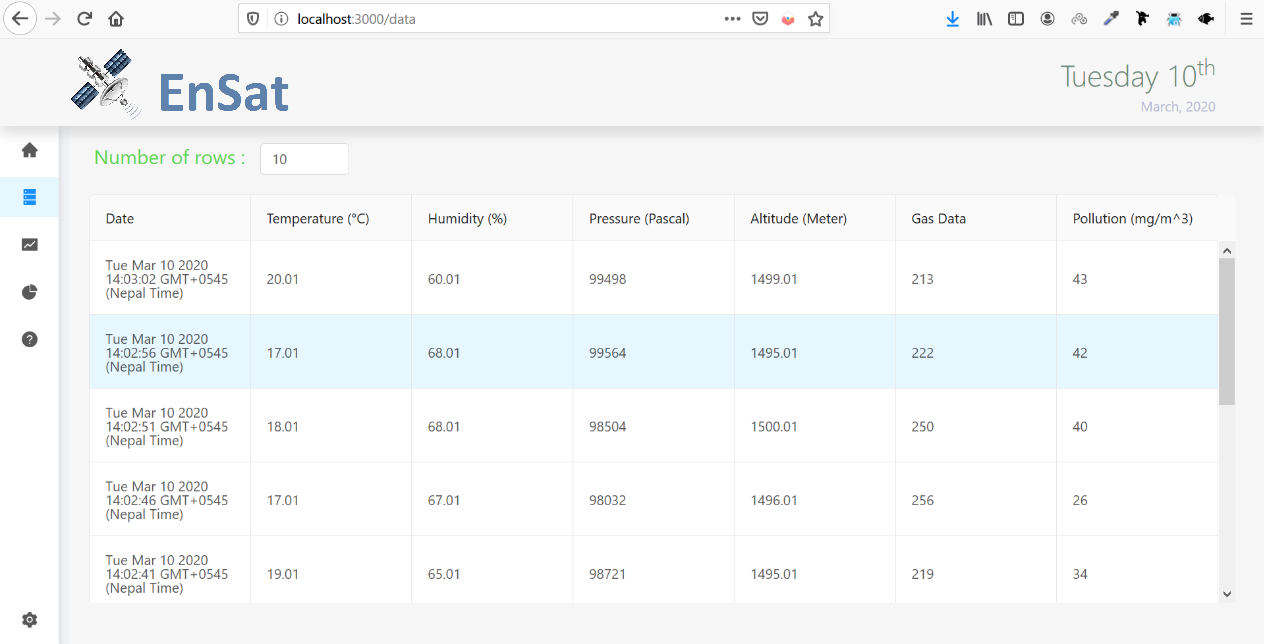 localhost:3000/data
EnSat
Tuesday 10th
March, 2020
Number of rows :
10
Date Temperature (°C) Humidity (%) Pressure (Pascal) Altitude (Meter) Gas Data Pollution (mg/m^3)
Tue Mar 10 2020
14:03:02 GMT+0545 20.01 60.01 99498 1499.01 213 43
(Nepal Time)
Tue Mar 10 2020
14:02:56 GMT+0545 17.01 68.01 99564 1495.01 222 42
(Nepal Time)
Tue Mar 10 2020
14:02:51 GMT+0545 18.01 68.01 98504 1500.01 250 40
(Nepal Time)
Tue Mar 10 2020
14:02:46 GMT+0545 17.01 67.01 98032 1496.01 256 26
(Nepal Time)
Tue Mar 10 2020
14:02:41 GMT+0545 19.01 65.01 98721 1495.01 219 34
(Nepal Time)